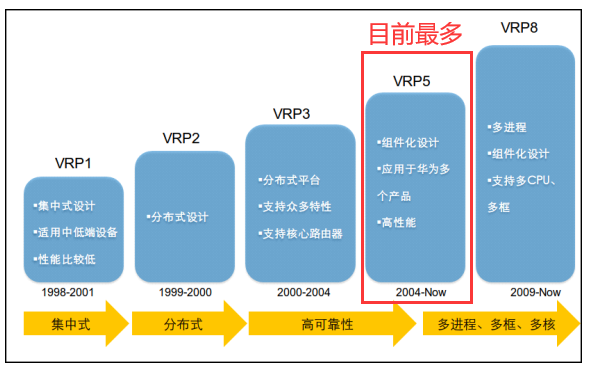 目前最多
VRP1
▪集中式设计
▪适用中低端设备
▪性能比较低
1998-2001
VRP2
▪分布式设计
1999-2000
VRP3
▪分布式平台
▪支持众多特性
▪支持核心路由器
2000-2004
VRP5
▪组件化设计
▪应用于华为多
个产品
▪高性能
2004-Now
VRP8
▪多进程
▪组件化设计
▪支持多CPU、
多框
2009-Now
集中式
分布式
高可靠性
多进程、多框、多核